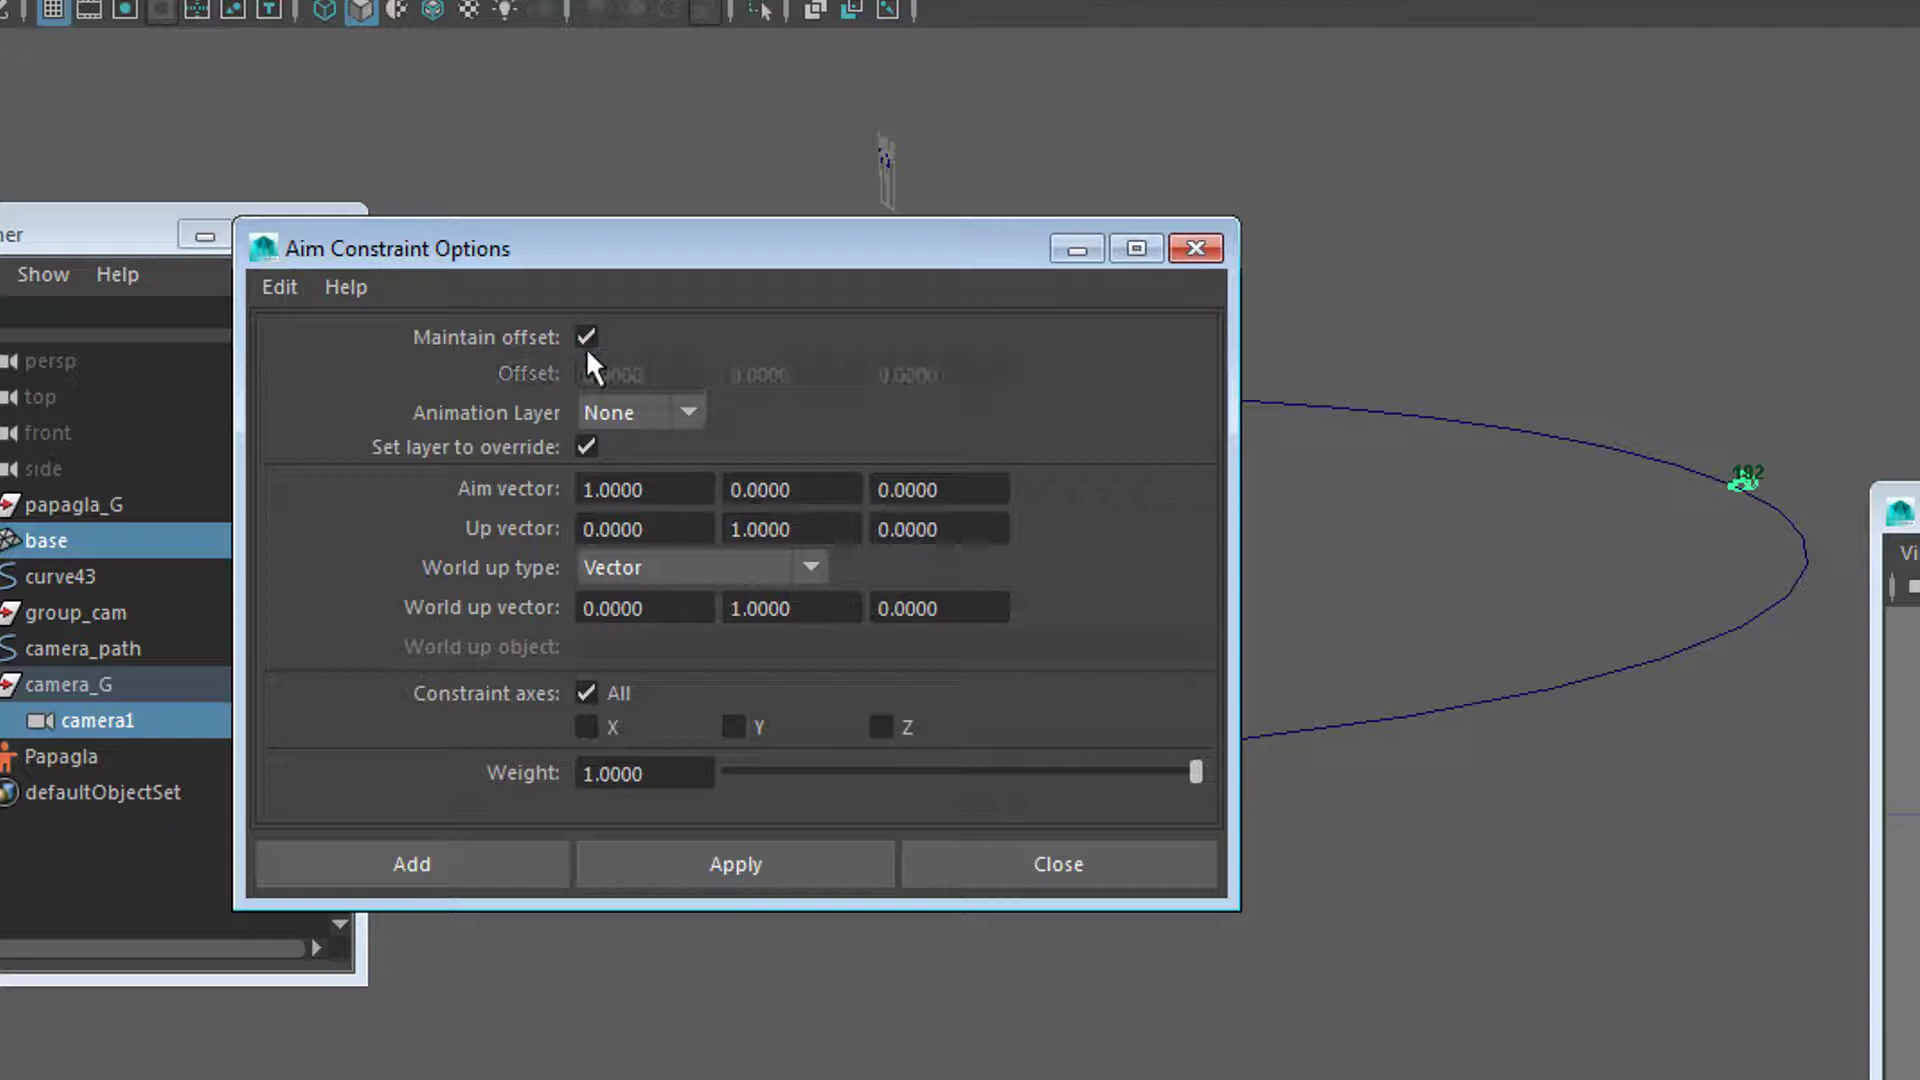 ner
Show Help
persp
top
front
side
papagla_G
base
curve43
group_cam
camera_path
camera_G
camera1
Papagla
defaultObjectSet
Aim Constraint Options
Edit Help
Maintain offset:
Offset: 0.0000 0.0000
Animation Layer None
Set layer to override:
Aim vector: 1.0000 0.0000 0.0000
Up vector: 0.0000 1.0000 0.0000
World up type: Vector
World up vector: 0.0000 1.0000 0.0000
World up object:
Constraint axes: All
X Y Z
Weight: 1.0000
Add Apply Close
Vi